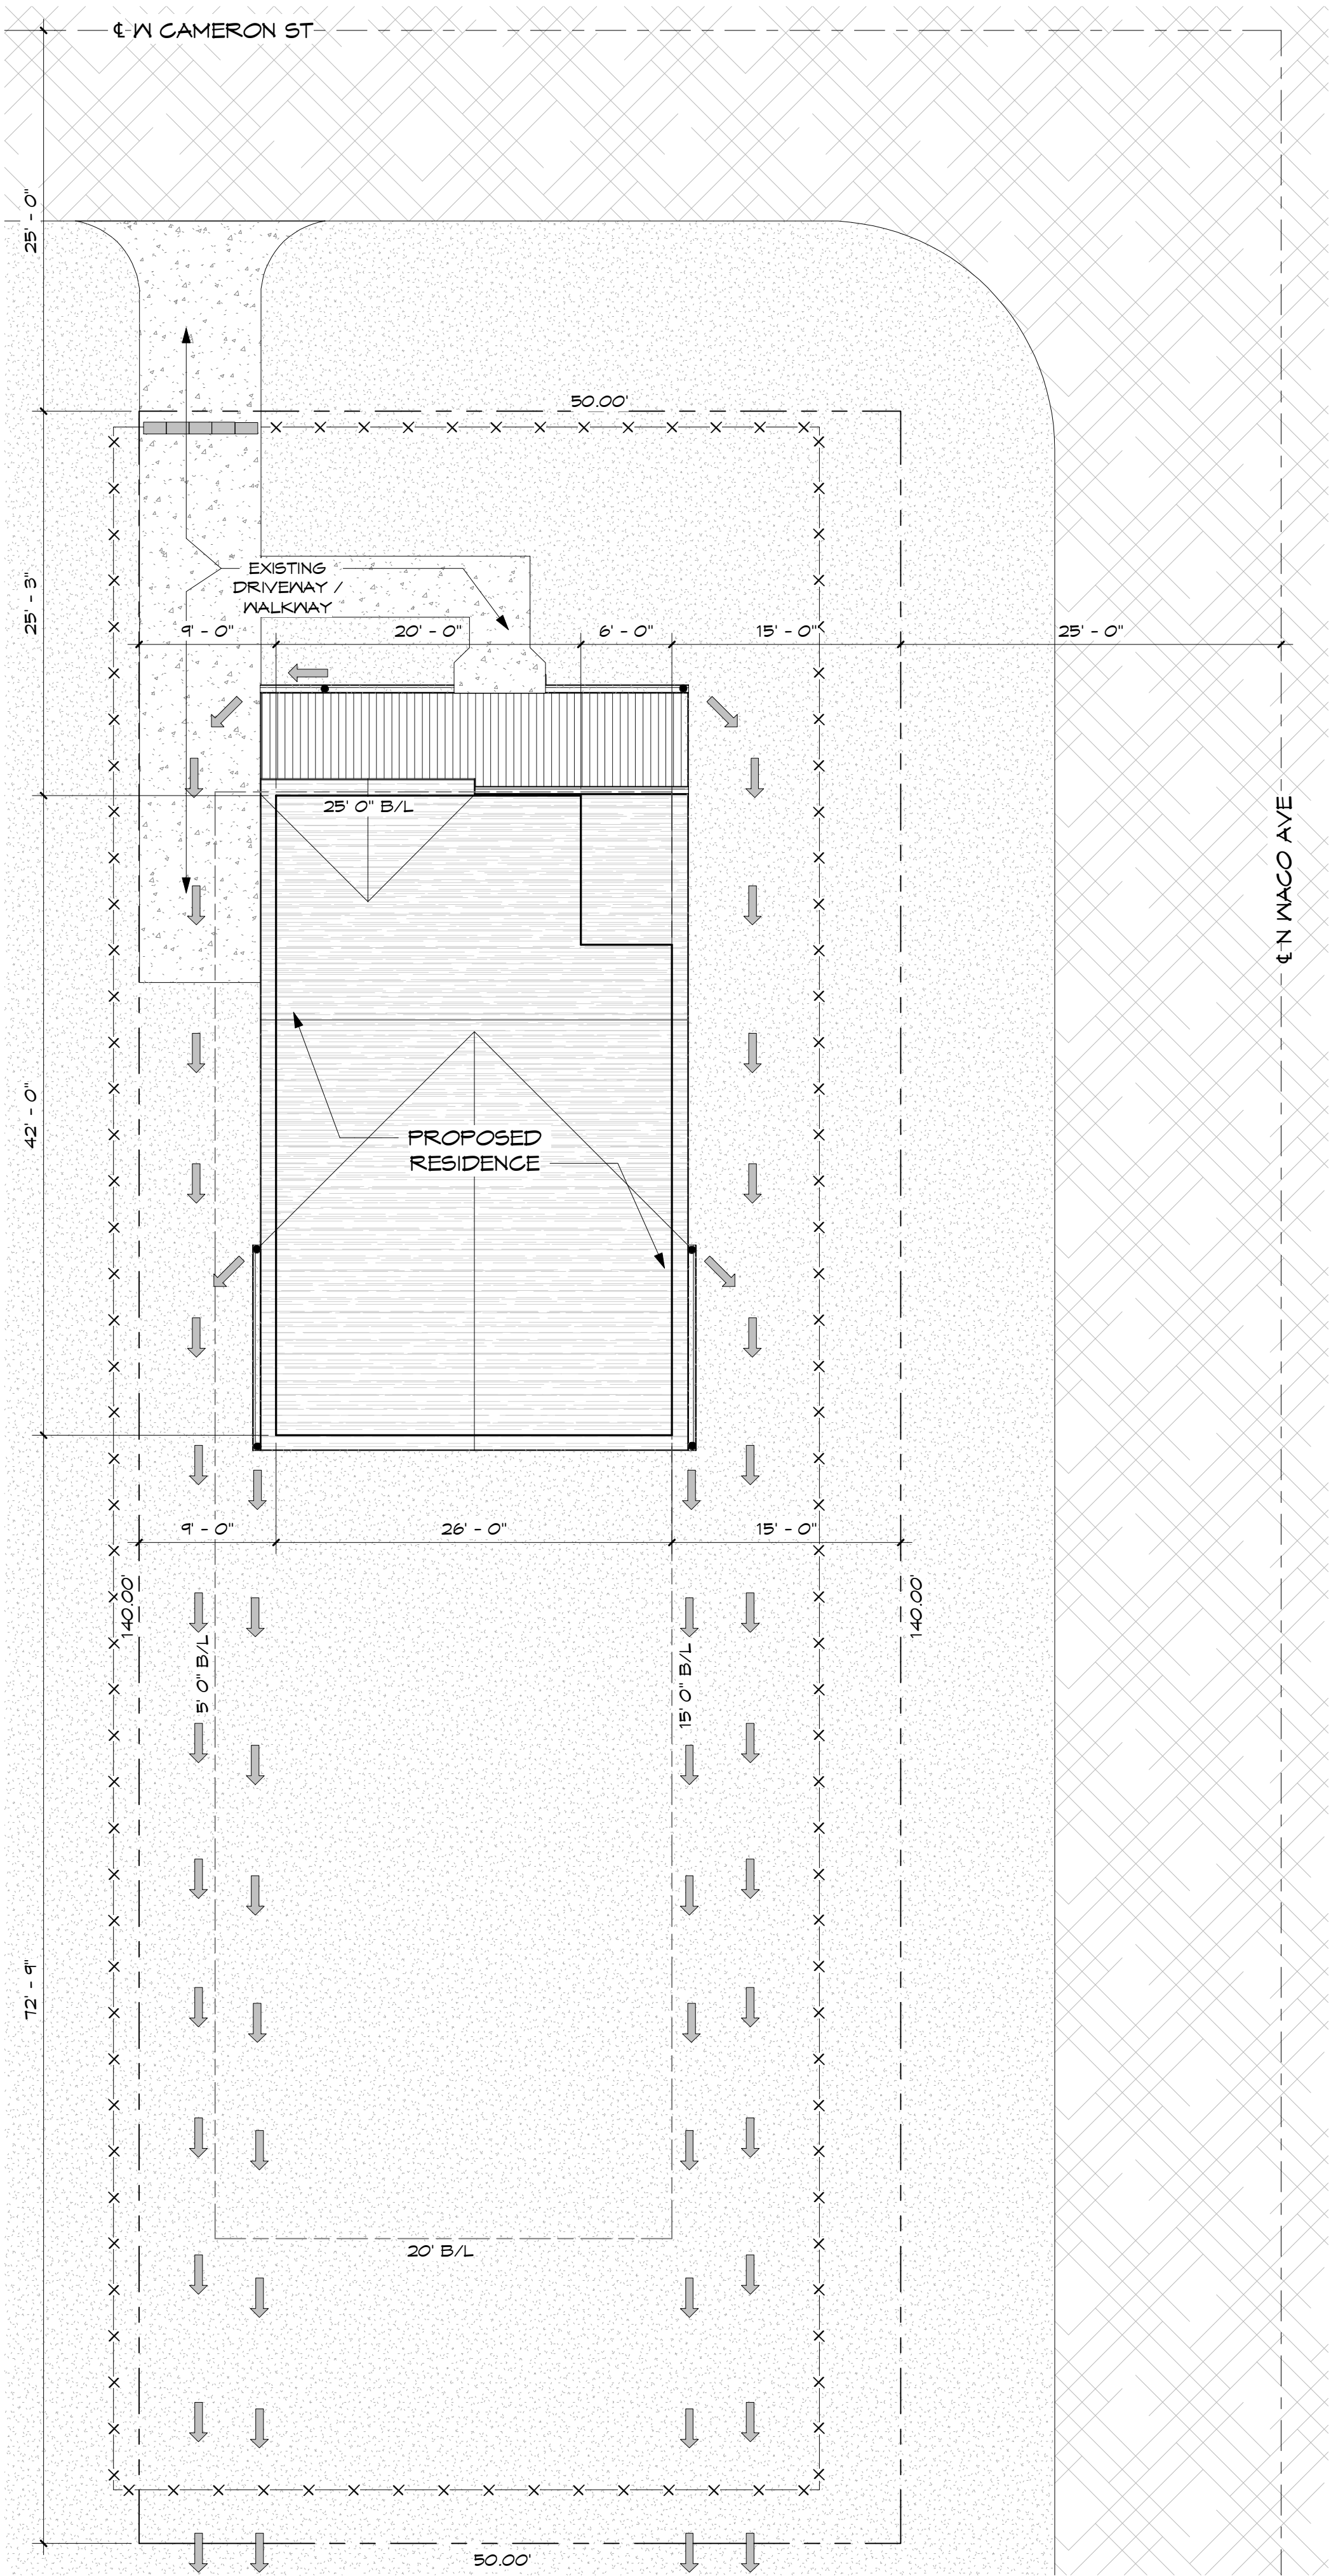 ℄ W CAMERON ST
25' - 0"
50.00'
25' - 3"
EXISTING
DRIVEWAY /
WALKWAY
9' - 0"
20' - 0"
6' - 0"
15' - 0"
25' - 0"
25' 0" B/L
℄ N WACO AVE
42' - 0"
PROPOSED
RESIDENCE
9' - 0"
26' - 0"
15' - 0"
140.00'
140.00'
5' 0" B/L
15' 0" B/L
72' - 9"
20' B/L
50.00'